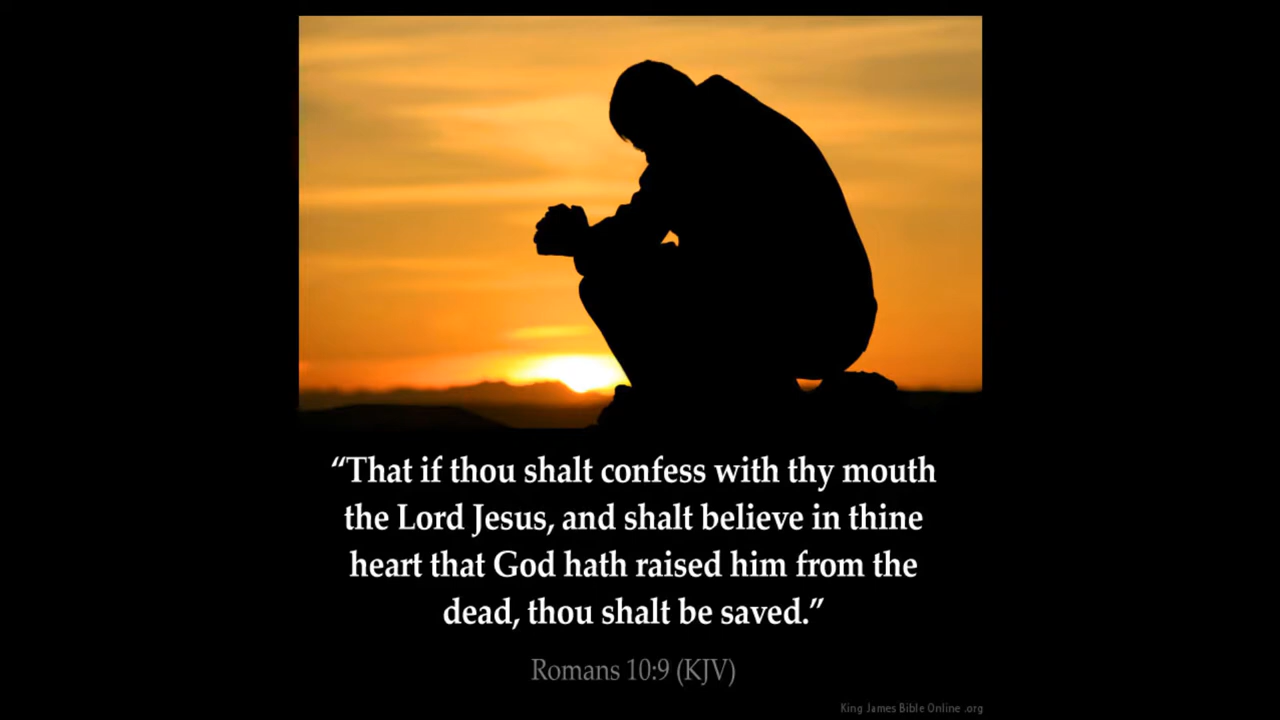 “That if thou shalt confess with thy mouth
the Lord Jesus, and shalt believe in thine
heart that God hath raised him from the
dead, thou shalt be saved.”
Romans 10:9 (KJV)
King James Bible Online .org